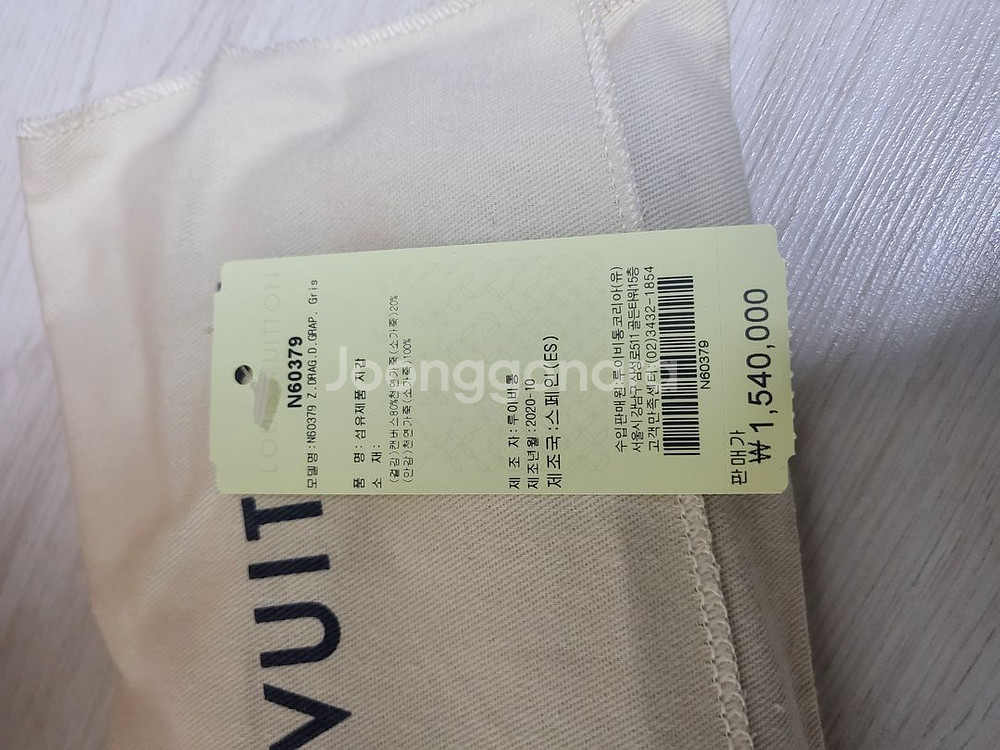 LOUIS VUITTON
N60379
모델명:N60379 Z.DRAG.D.GRAP. Gris
품 명: 섬유제품 지갑
소 재:
(겉감)캔버스80%천연가죽(소가죽)20%
(안감)천연가죽(소가죽)100%
제 조 자:루이비통
제조년월:2020-10
제조국:스페인(ES)
수입판매원:루이비통코리아(유)
서울시 강남구 삼성로511 골든타워15층
고객만족센터(02)3432-1854
N60379
판매가
₩1,540,000
VUIT
Joonggonara